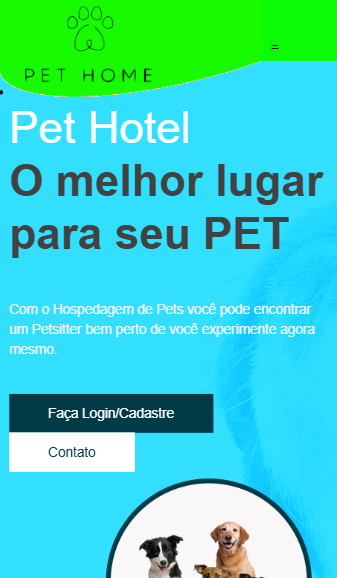 PET HOME
Pet Hotel
O melhor lugar
para seu PET
Com o Hospedagem de Pets você pode encontrar
um Petsitter bem perto de você experimente agora
mesmo.
Faça Login/Cadastre
Contato